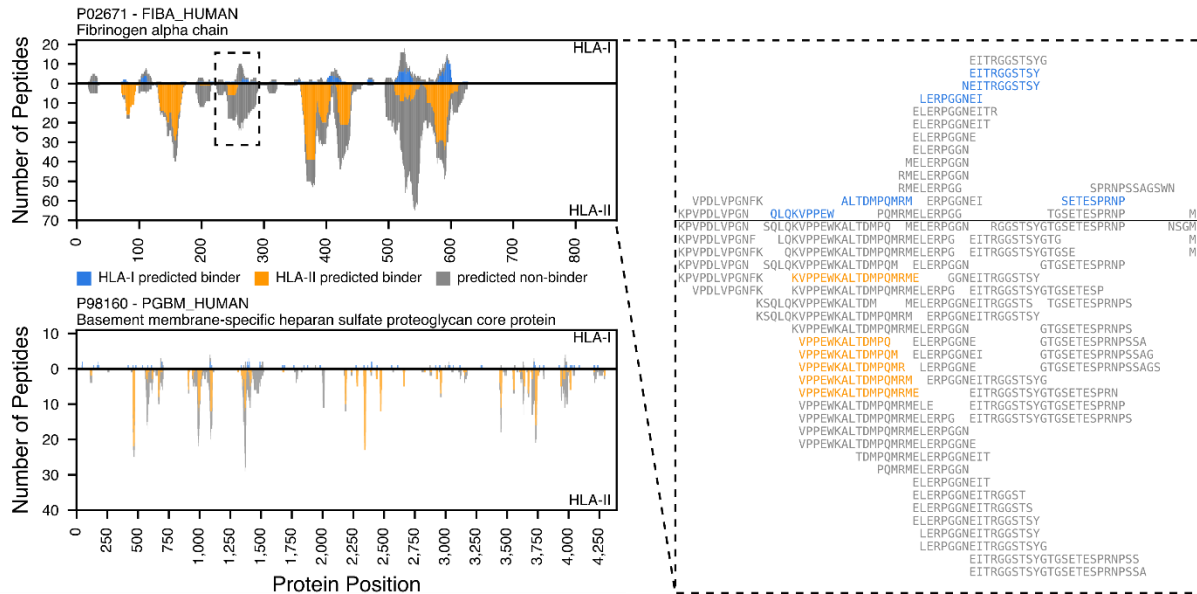 P02671 - FIBA_HUMAN
Fibrinogen alpha chain
HLA-I
HLA-II
Number of Peptides
20
10
0
10
20
30
40
50
60
70
0 100 200 300 400 500 600 700 800
HLA-I predicted binder HLA-II predicted binder predicted non-binder
P98160 - PGBM_HUMAN
Basement membrane-specific heparan sulfate proteoglycan core protein
HLA-I
HLA-II
Number of Peptides
10
0
10
20
30
40
0 250 500 750 1,000 1,250 1,500 1,750 2,000 2,250 2,500 2,750 3,000 3,250 3,500 3,750 4,000 4,250
Protein Position
EITRGGSTSYG
EITRGGSTSY
NEITRGGSTSY
LERPGGNEI
ELERPGGNEITR
ELERPGGNEIT
ELERPGGNE
ELERPGGN
MELERPGGN
RMELERPGGN
RMELERPGG SPRNPSSAGSWN
VPDLVPGNFK ALTDMPQMRM ERPGGNEI SETESPRNP
KPVPDLVPGN QLQKVPPEW PQMRMELERPGG TGSETESPRNP M
KPVPDLVPGN SQLQKVPPEWKALTDMPQ MELERPGGN RGGSTSYGTGSETESPRNP NSGM
KPVPDLVPGNF LQKVPPEWKALTDMPQMRMELERPG EITRGGSTSYGTG M
KPVPDLVPGNF QKVPPEWKALTDMPQMRMELERPG EITRGGSTSYGTGSE M
KPVPDLVPGN SQLQKVPPEWKALTDMPQM ELERPGGN GTGSETESPRNP
KPVPDLVPGNFK KVPPEWKALTDMPQMRME GGNEITRGGSTSY
VPDLVPGNFK KVPPEWKALTDMPQMRMELERPG EITRGGSTSYGTGSETESP
KSQLQKVPPEWKALTDM MELERPGGNEITRGGSTS TGSETESPRNPS
KSQLQKVPPEWKALTDMPQMRM ERPGGNEITRGGSTSY
KVPPEWKALTDMPQMRMELERPGGN GTGSETESPRNPS
VPPEWKALTDMPQ ELERPGGNE GTGSETESPRNPSSA
VPPEWKALTDMPQM ELERPGGNEI GTGSETESPRNPSSAG
VPPEWKALTDMPQMR LERPGGNE GTGSETESPRNPSSAGS
VPPEWKALTDMPQMRM ERPGGNEITRGGSTSYG
VPPEWKALTDMPQMRME EITRGGSTSYGTGSETESPRN
VPPEWKALTDMPQMRMELE EITRGGSTSYGTGSETESPRNPS
VPPEWKALTDMPQMRMELERPG EITRGGSTSYGTGSETESPRNPS
VPPEWKALTDMPQMRMELERPGGN
VPPEWKALTDMPQMRMELERPGGNE
TDMPQMRMELERPGGNEIT
PQMRMELERPGGN
ELERPGGNEIT
ELERPGGNEITRGGST
ELERPGGNEITRGGSTS
ELERPGGNEITRGGSTSY
LERPGGNEITRGGSTSY
LERPGGNEITRGGSTSYG
EITRGGSTSYGTGSETESPRNPSS
EITRGGSTSYGTGSETESPRNPSSA